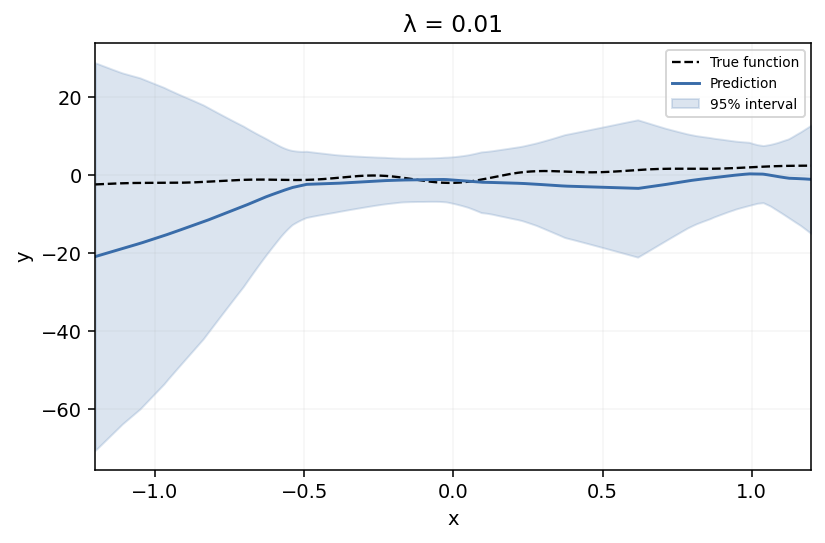 λ = 0.01
True function
Prediction
95% interval
20
0
−20
−40
−60
y
−1.0
−0.5
0.0
0.5
1.0
x